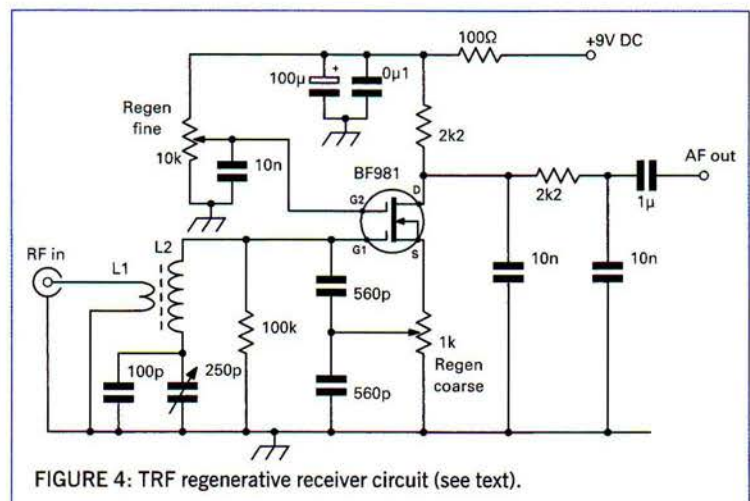 100Ω
+9V DC
100µ
+
0µ1
Regen
fine
10k
10n
2k2
BF981
D
G2
G1
S
2k2
AF out
1µ
RF in
L1
L2
100k
560p
560p
1k
Regen
coarse
10n
10n
100p
250p
FIGURE 4: TRF regenerative receiver circuit (see text).